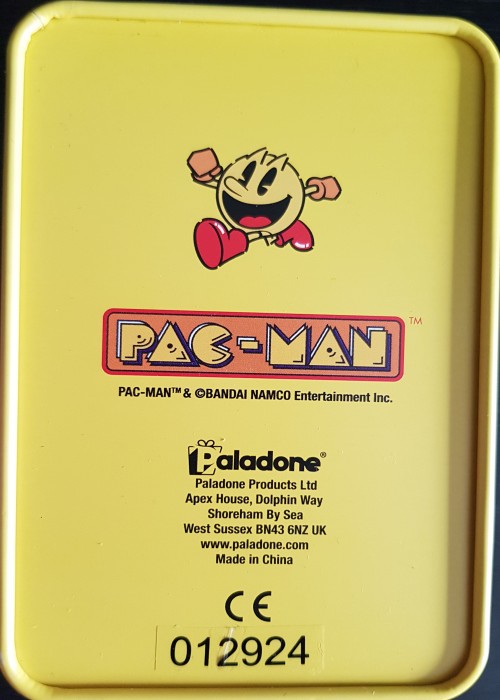 PAC-MAN™
PAC-MAN™ & ©BANDAI NAMCO Entertainment Inc.
Paladone®
Paladone Products Ltd
Apex House, Dolphin Way
Shoreham By Sea
West Sussex BN43 6NZ UK
www.paladone.com
Made in China
CE
012924